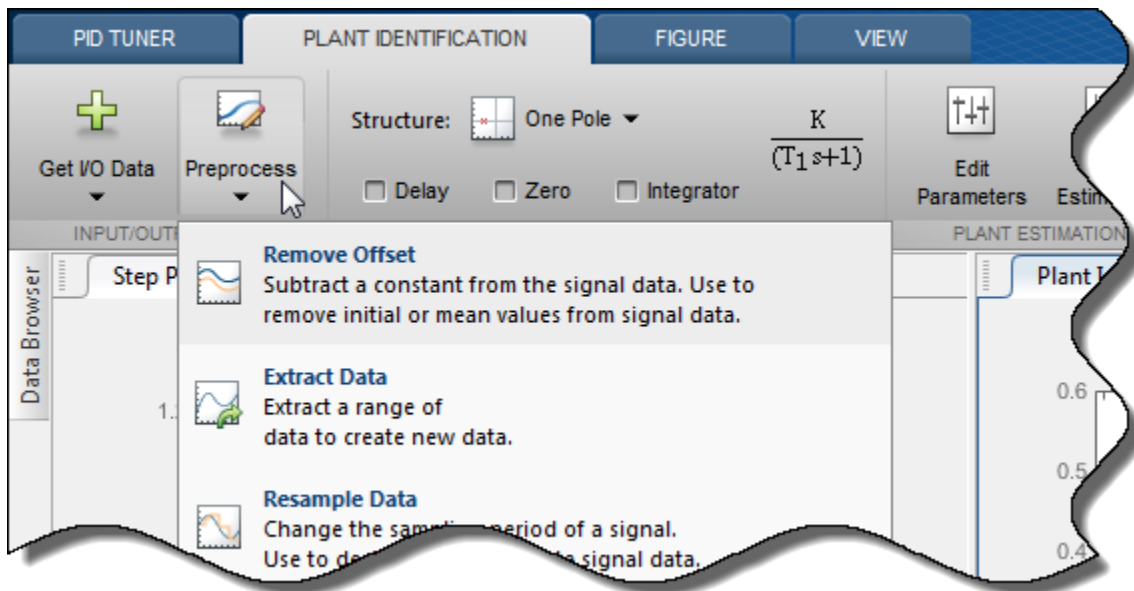 PID TUNER PLANT IDENTIFICATION FIGURE VIEW
Get I/O Data
Preprocess
Structure: One Pole
Delay Zero Integrator
K
(T1s+1)
Edit
Parameters
PLANT ESTIMATION
Data Browser
Step
Remove Offset
Subtract a constant from the signal data. Use to
remove initial or mean values from signal data.
Extract Data
Extract a range of
data to create new data.
Resample Data
Change the period of a signal.
Use to signal data.
Plant
0.6
0.5
0.4